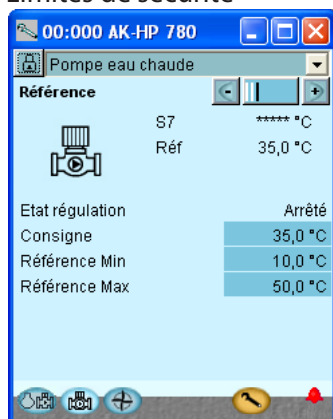 Limites de sécurité
00:000 AK-HP 780
Pompe eau chaude
Référence
S7 ***** °C
Réf 35,0 °C
Etat régulation Arrêté
Consigne 35,0 °C
Référence Min 10,0 °C
Référence Max 50,0 °C